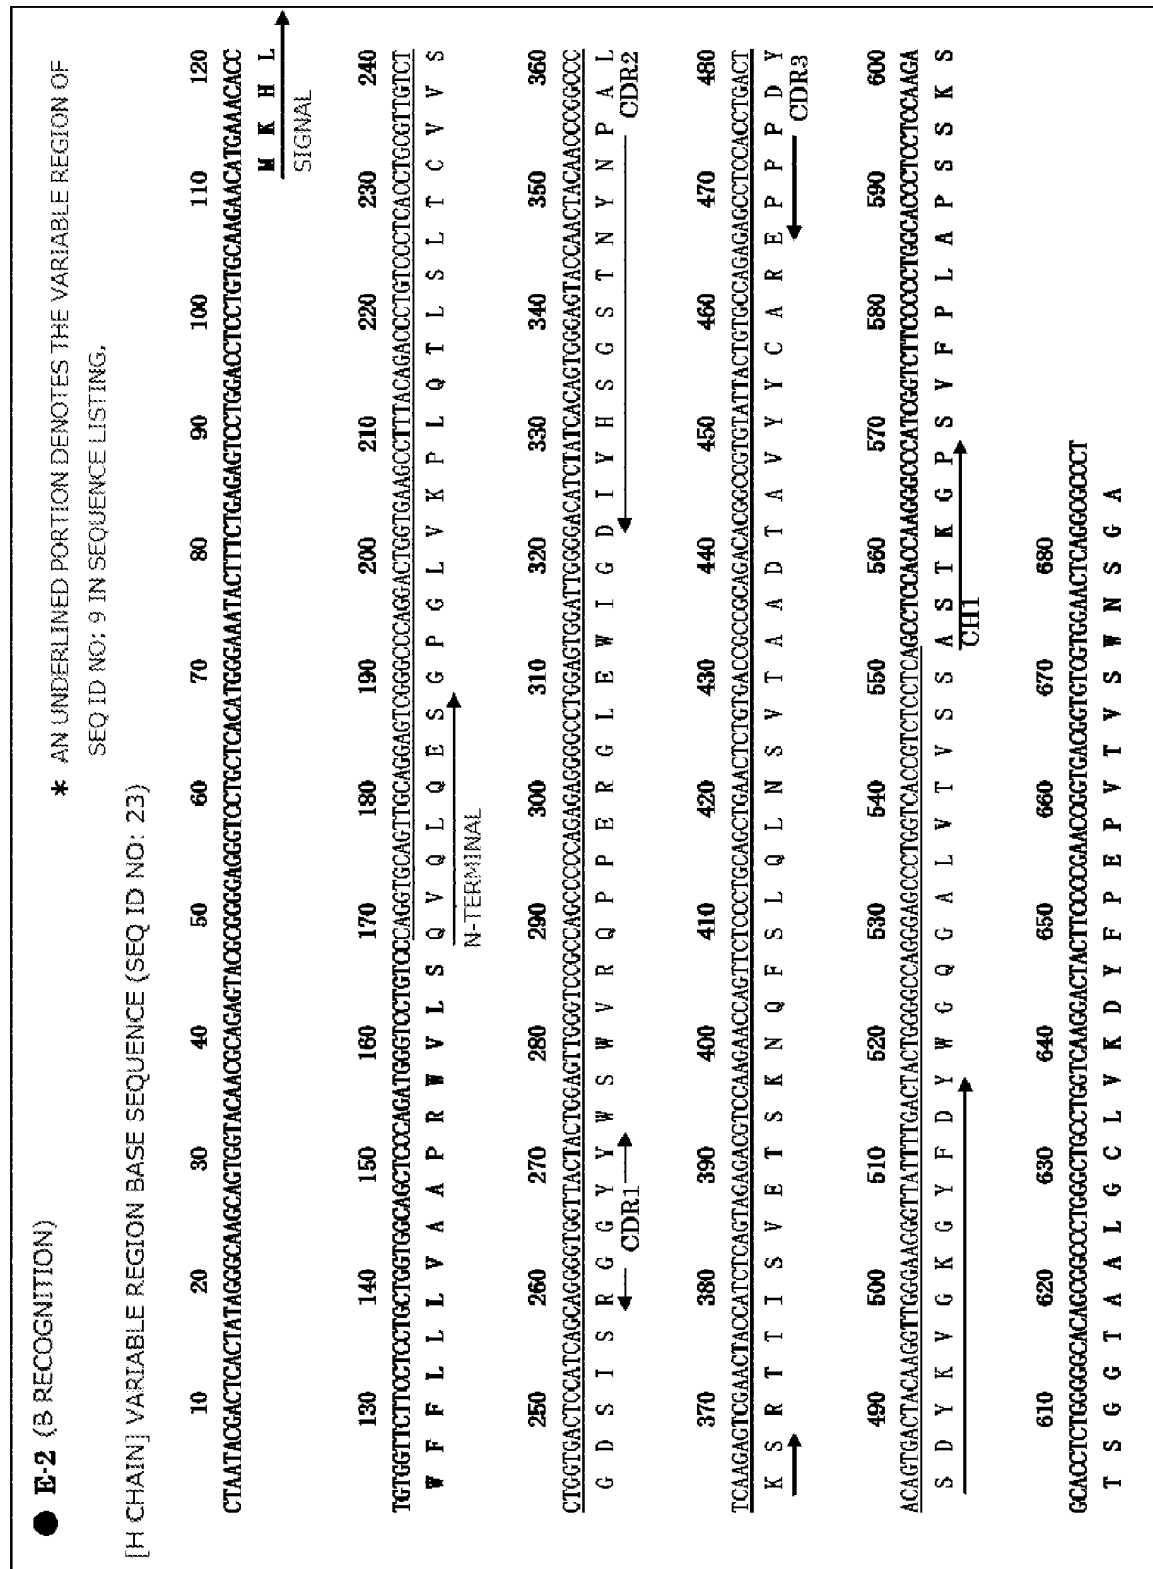 ● E-2 (B RECOGNITION)
* AN UNDERLINED PORTION DENOTES THE VARIABLE REGION OF
SEQ ID NO: 9 IN SEQUENCE LISTING.
[H CHAIN] VARIABLE REGION BASE SEQUENCE (SEQ ID NO: 23)
10 20 30 40 50 60 70 80 90 100 110 120
CTAATACGACTCACTATAGGGCAAGCAGTGGTACAACGCAGAGTACGCGGGGAGGGTCCTGCTCACATGGGAAATACTTTCTGAGAGTCCTGGACCTCCTGTGCAAGAACATGAAACACC
M K H L
SIGNAL
130 140 150 160 170 180 190 200 210 220 230 240
TGTGGTTCTTCCTCCTGCTGGTGGCAGCTCCCAGATGGGTCCTGTCCCAGGTGCAGTTGCAGGAGTCGGGCCCAGGACTGGTGAAGCCTTTACAGACCCTGTCCCTCACCTGCGTTGTCT
W F F L L L V A A P R W V L S Q V Q L Q E S G P G L V K P L Q T L S L T C V V S
N-TERMINAL
250 260 270 280 290 300 310 320 330 340 350 360
CTGGTGACTCCATCAGCAGGGGTGGTTACTACTGGAGTTGGGTCCGCCAGCCCCCAGAGAGGGGCCTGGAGTGGATTGGGGACATCTATCACAGTGGGAGTACCAACTACAACCCGGCCC
G D S I S R G G Y Y W S W V R Q P P E R G L E W I G D I Y H S G S T N Y N P A L
CDR1 CDR2
370 380 390 400 410 420 430 440 450 460 470 480
TCAAGAGTCGAACTACCATCTCAGTAGAGACGTCCAAGAACCAGTTCTCCCTGCAGCTGAACTCTGTGACCGCCGCAGACACGGCCGTGTATTACTGTGCCAGAGAGCCTCCACCTGACT
K S R T T I S V E T S K N Q F S L Q L N S V T A A D T A V Y Y C A R E P P P D Y
CDR3
490 500 510 520 530 540 550 560 570 580 590 600
ACAGTGACTACAAGGTTGGGAAGGGTTATTTTGACTACTGGGGCCAGGGAGCCCTGGTCACCGTCTCCTCAGCCTCCACCAAGGGCCCATCGGTCTTCCCCCTGGCACCCTCCTCCAAGA
S D Y K V G K G Y F D Y W G Q G A L V T V S S A S T K G P S V F P L A P S S K S
CH1
610 620 630 640 650 660 670 680
GCACCTCTGGGGGCACAGCGGCCCTGGGCTGCCTGGTCAAGGACTACTTCCCCGAACCGGTGACGGTGTCGTGGAACTCAGGCGCCCT
T S G G T A A L G C L V K D Y F P E P V T V S W N S G A